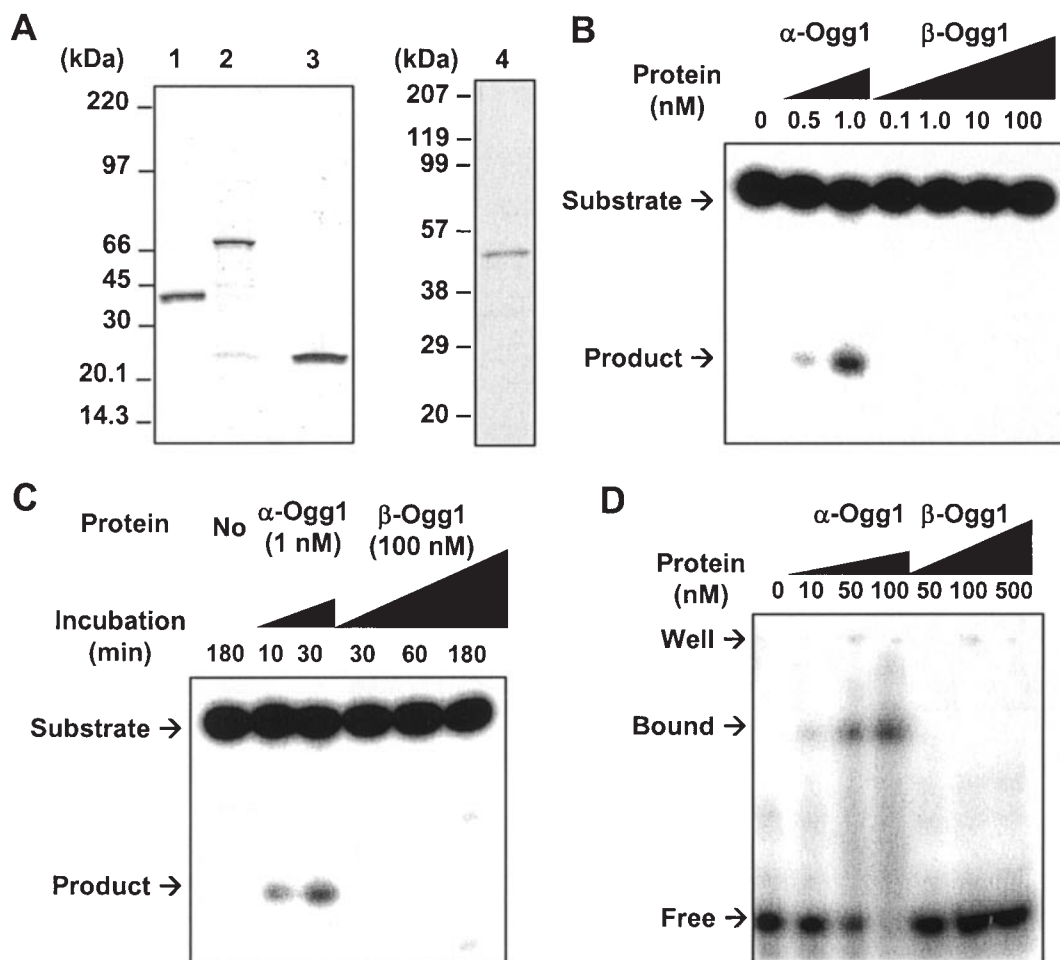 A
(kDa) 1 2 3
220
97
66
45
30
20.1
14.3
(kDa) 4
207
119
99
57
38
29
20
B
α-Ogg1 β-Ogg1
Protein
(nM)
0 0.5 1.0 0.1 1.0 10 100
Substrate →
Product →
C
Protein No α-Ogg1 β-Ogg1
(1 nM) (100 nM)
Incubation
(min)
180 10 30 30 60 180
Substrate →
Product →
D
α-Ogg1 β-Ogg1
Protein
(nM)
0 10 50 100 50 100 500
Well →
Bound →
Free →